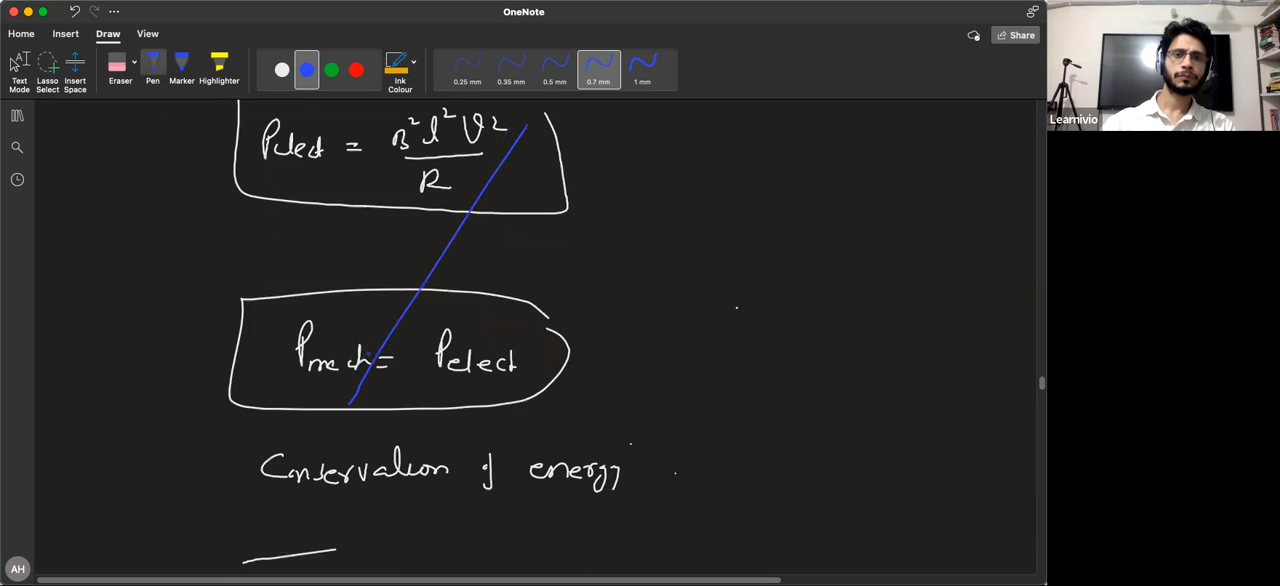 OneNote
Home Insert Draw View
Share
Text Mode
Lasso Select
Insert Space
Eraser
Pen
Marker
Highlighter
Ink Colour
0.25 mm
0.35 mm
0.5 mm
0.7 mm
1 mm
Learnivio
Pelect = B²l²V²/R
Pmech = Pelect
Conservation of energy
AH